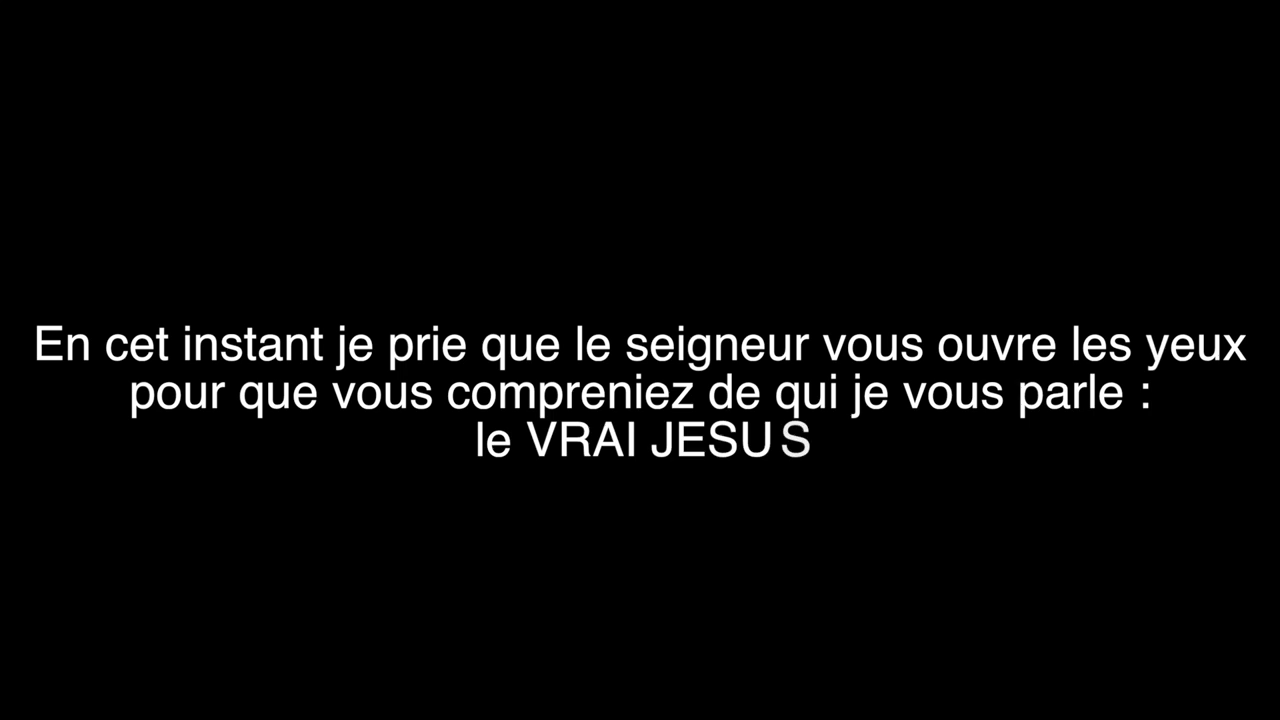 En cet instant je prie que le seigneur vous ouvre les yeux
pour que vous compreniez de qui je vous parle :
le VRAI JESUS